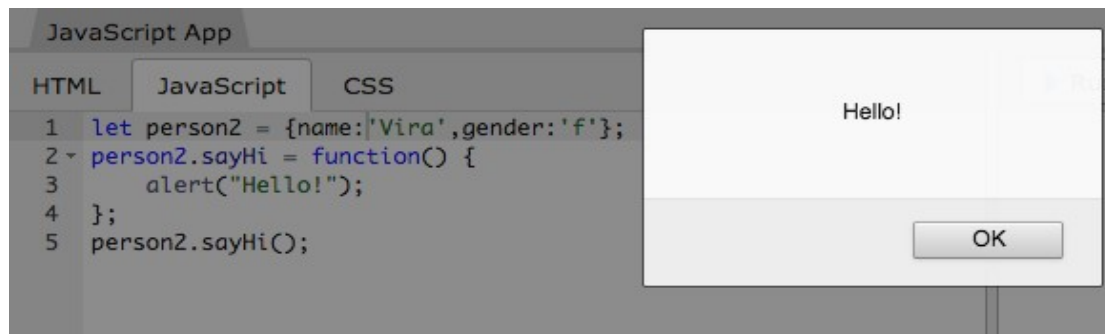 JavaScript App
HTML JavaScript CSS
1 let person2 = {name:'Vira',gender:'f'};
2 person2.sayHi = function() {
3 alert("Hello!");
4 };
5 person2.sayHi();
Hello!
OK